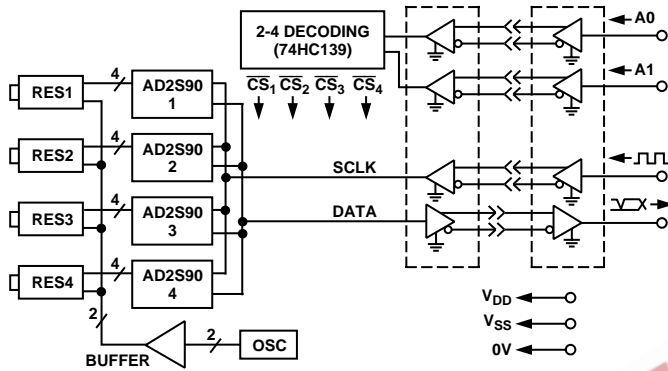 2-4 DECODING
(74HC139)
A0
A1
CS1 CS2 CS3 CS4
RES1
4
AD2S90
1
RES2
4
AD2S90
2
SCLK
RES3
4
AD2S90
3
DATA
RES4
4
AD2S90
4
2
BUFFER
2
OSC
VDD
VSS
0V